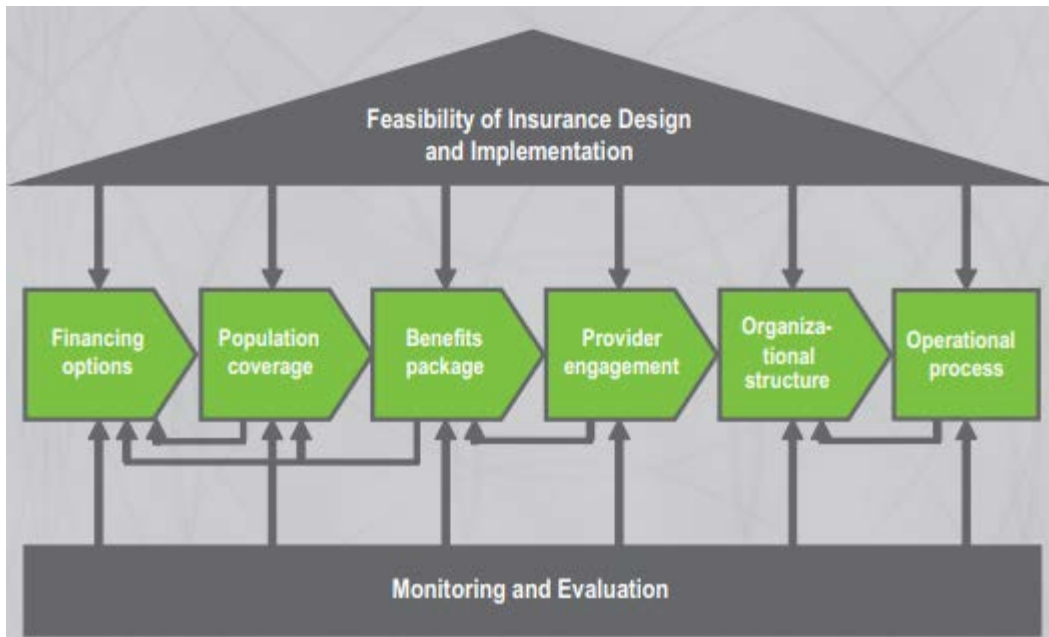 Feasibility of Insurance Design
and Implementation
Financing
options
Population
coverage
Benefits
package
Provider
engagement
Organiza-
tional
structure
Operational
process
Monitoring and Evaluation